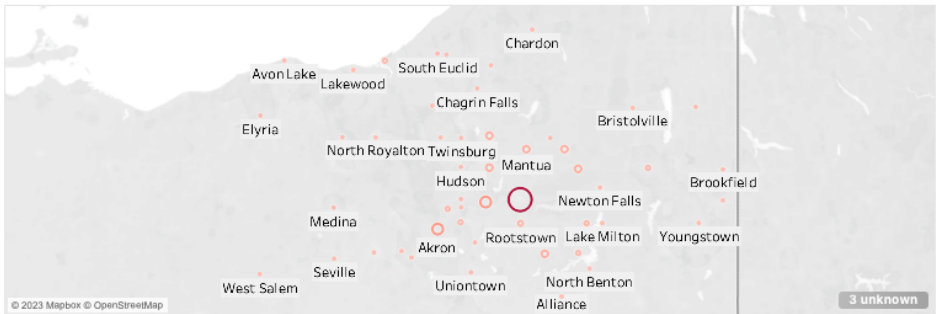 Chardon
South Euclid
Avon Lake
Lakewood
Chagrin Falls
Bristolville
Elyria
North Royalton
Twinsburg
Mantua
Hudson
Brookfield
Newton Falls
Medina
Rootstown
Lake Milton
Youngstown
Akron
Seville
West Salem
Uniontown
North Benton
Alliance
© 2023 Mapbox © OpenStreetMap
3 unknown